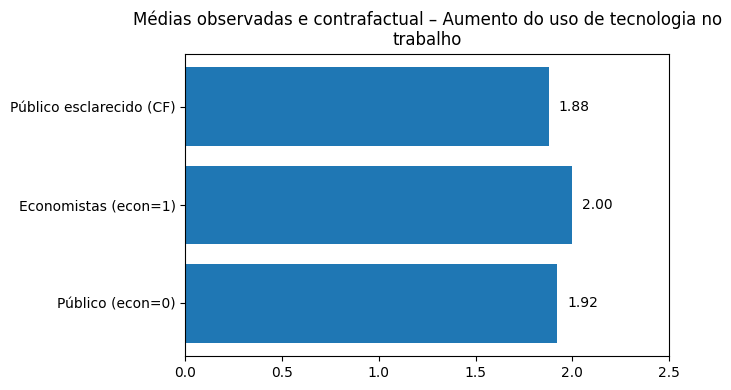 Médias observadas e contrafactual – Aumento do uso de tecnologia no
trabalho
Público esclarecido (CF)
1.88
Economistas (econ=1)
2.00
Público (econ=0)
1.92
0.0
0.5
1.0
1.5
2.0
2.5